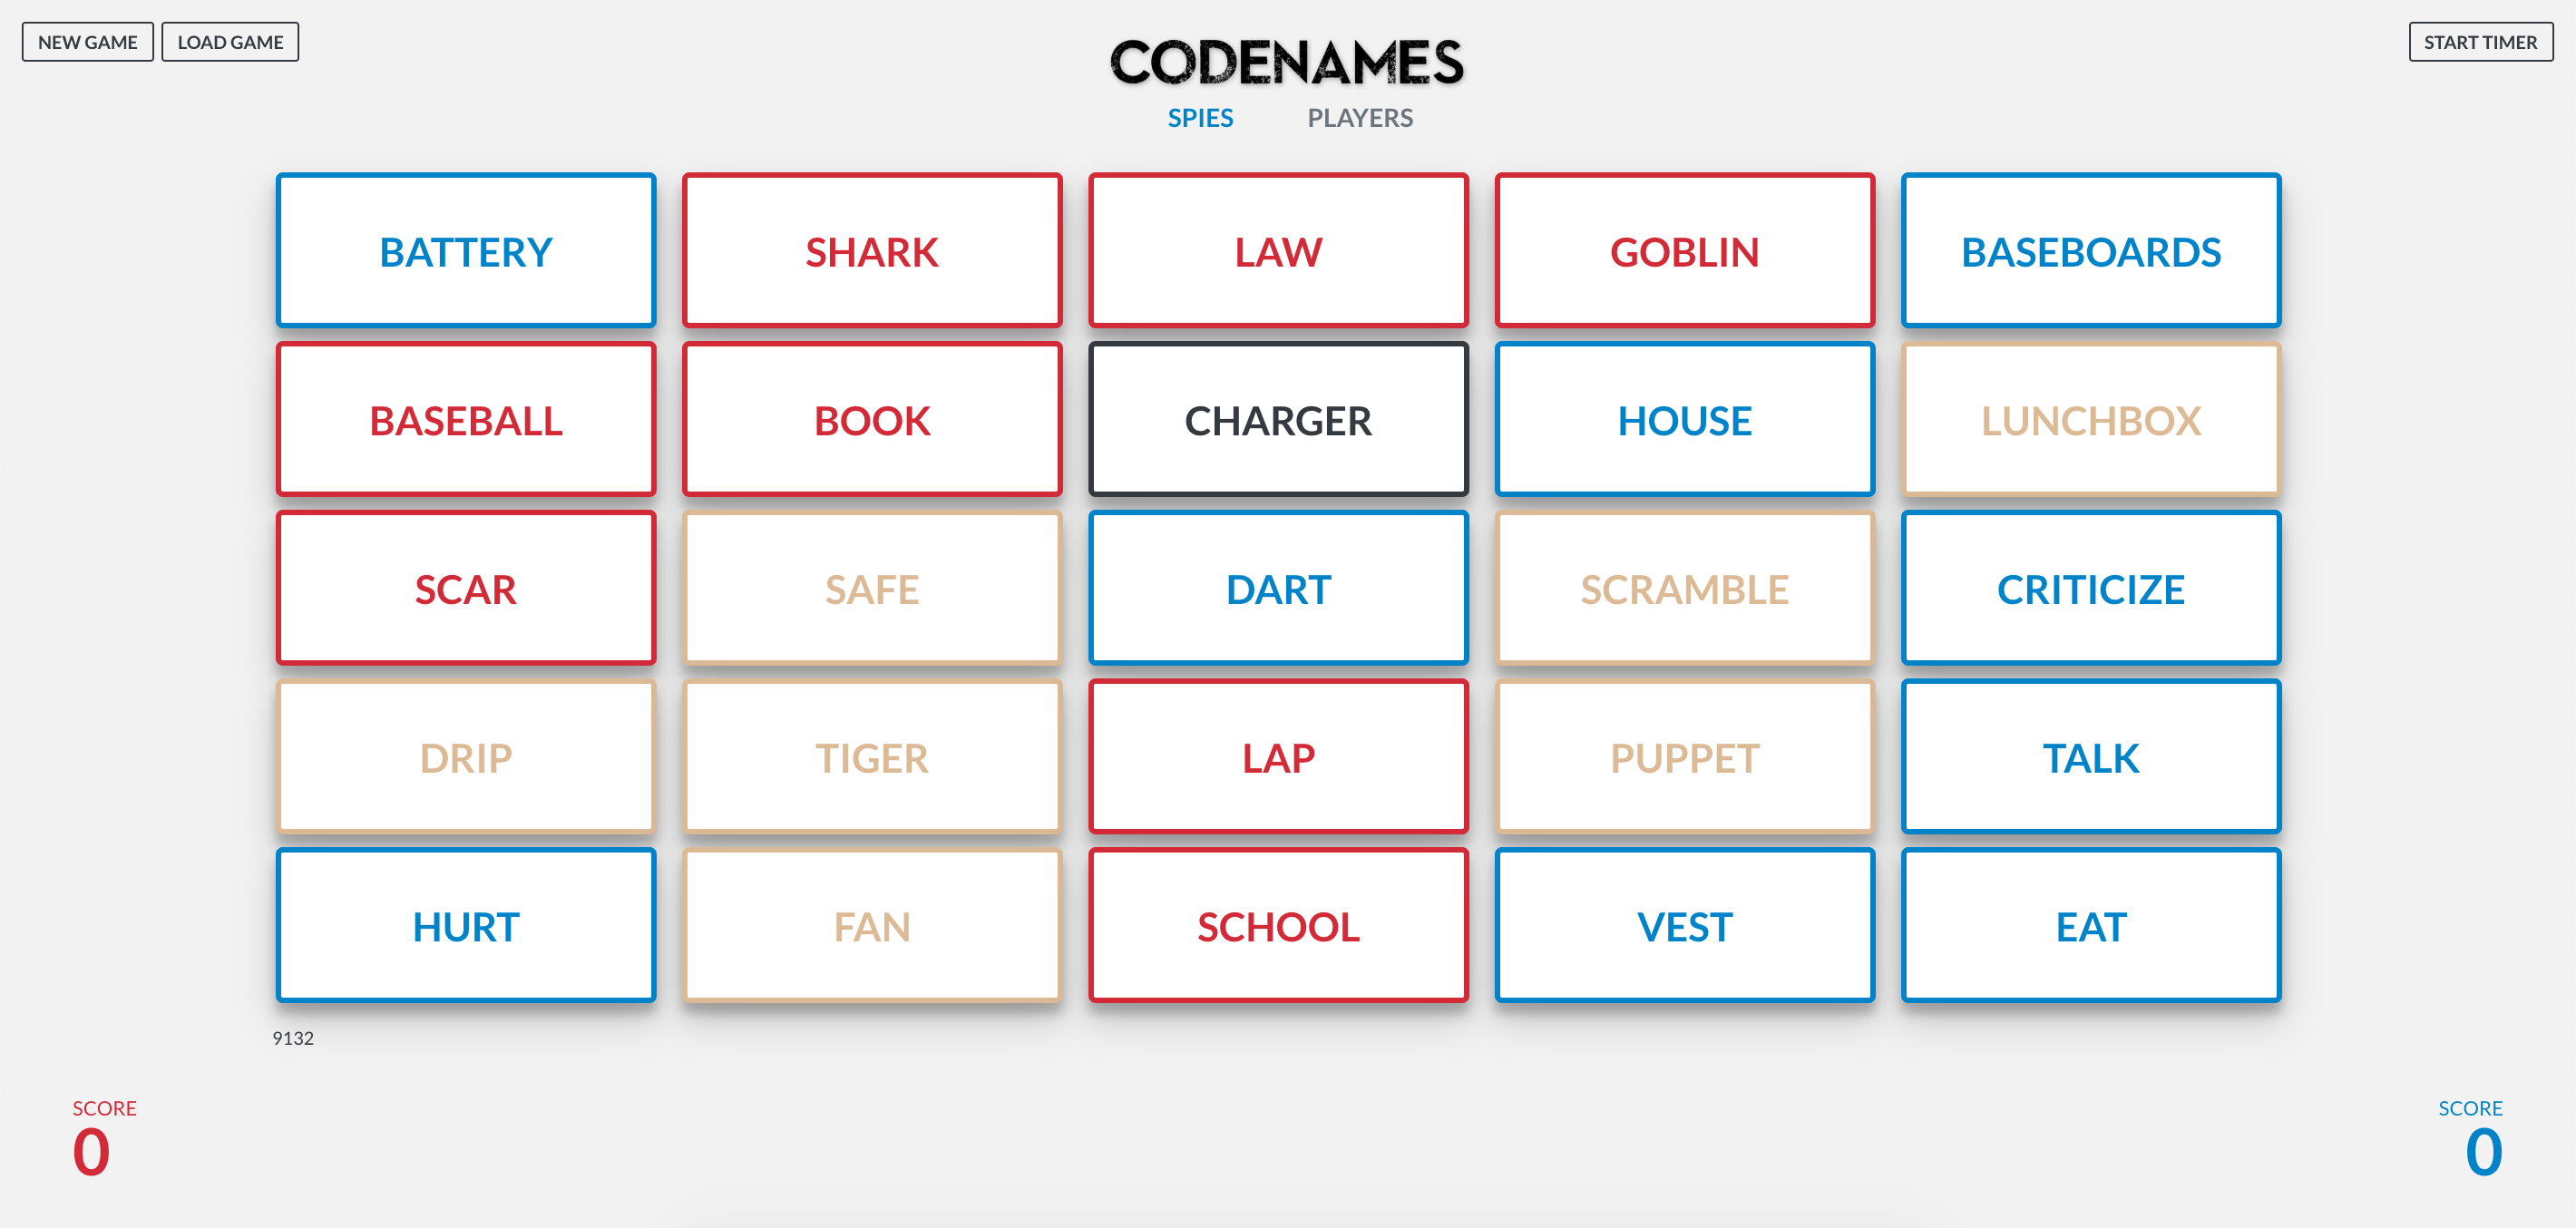 NEW GAME LOAD GAME START TIMER
CODENAMES
SPIES PLAYERS
BATTERY SHARK LAW GOBLIN BASEBOARDS
BASEBALL BOOK CHARGER HOUSE LUNCHBOX
SCAR SAFE DART SCRAMBLE CRITICIZE
DRIP TIGER LAP PUPPET TALK
HURT FAN SCHOOL VEST EAT
9132
SCORE SCORE
0 0